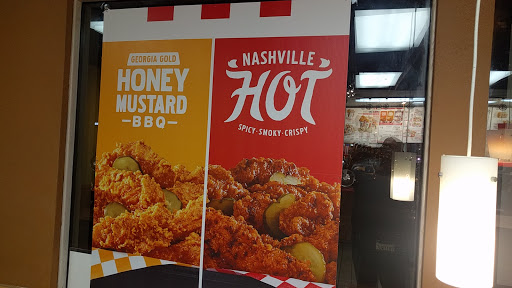 GEORGIA GOLD
HONEY
MUSTARD
BBQ
NASHVILLE
HOT
SPICY · SMOKY · CRISPY